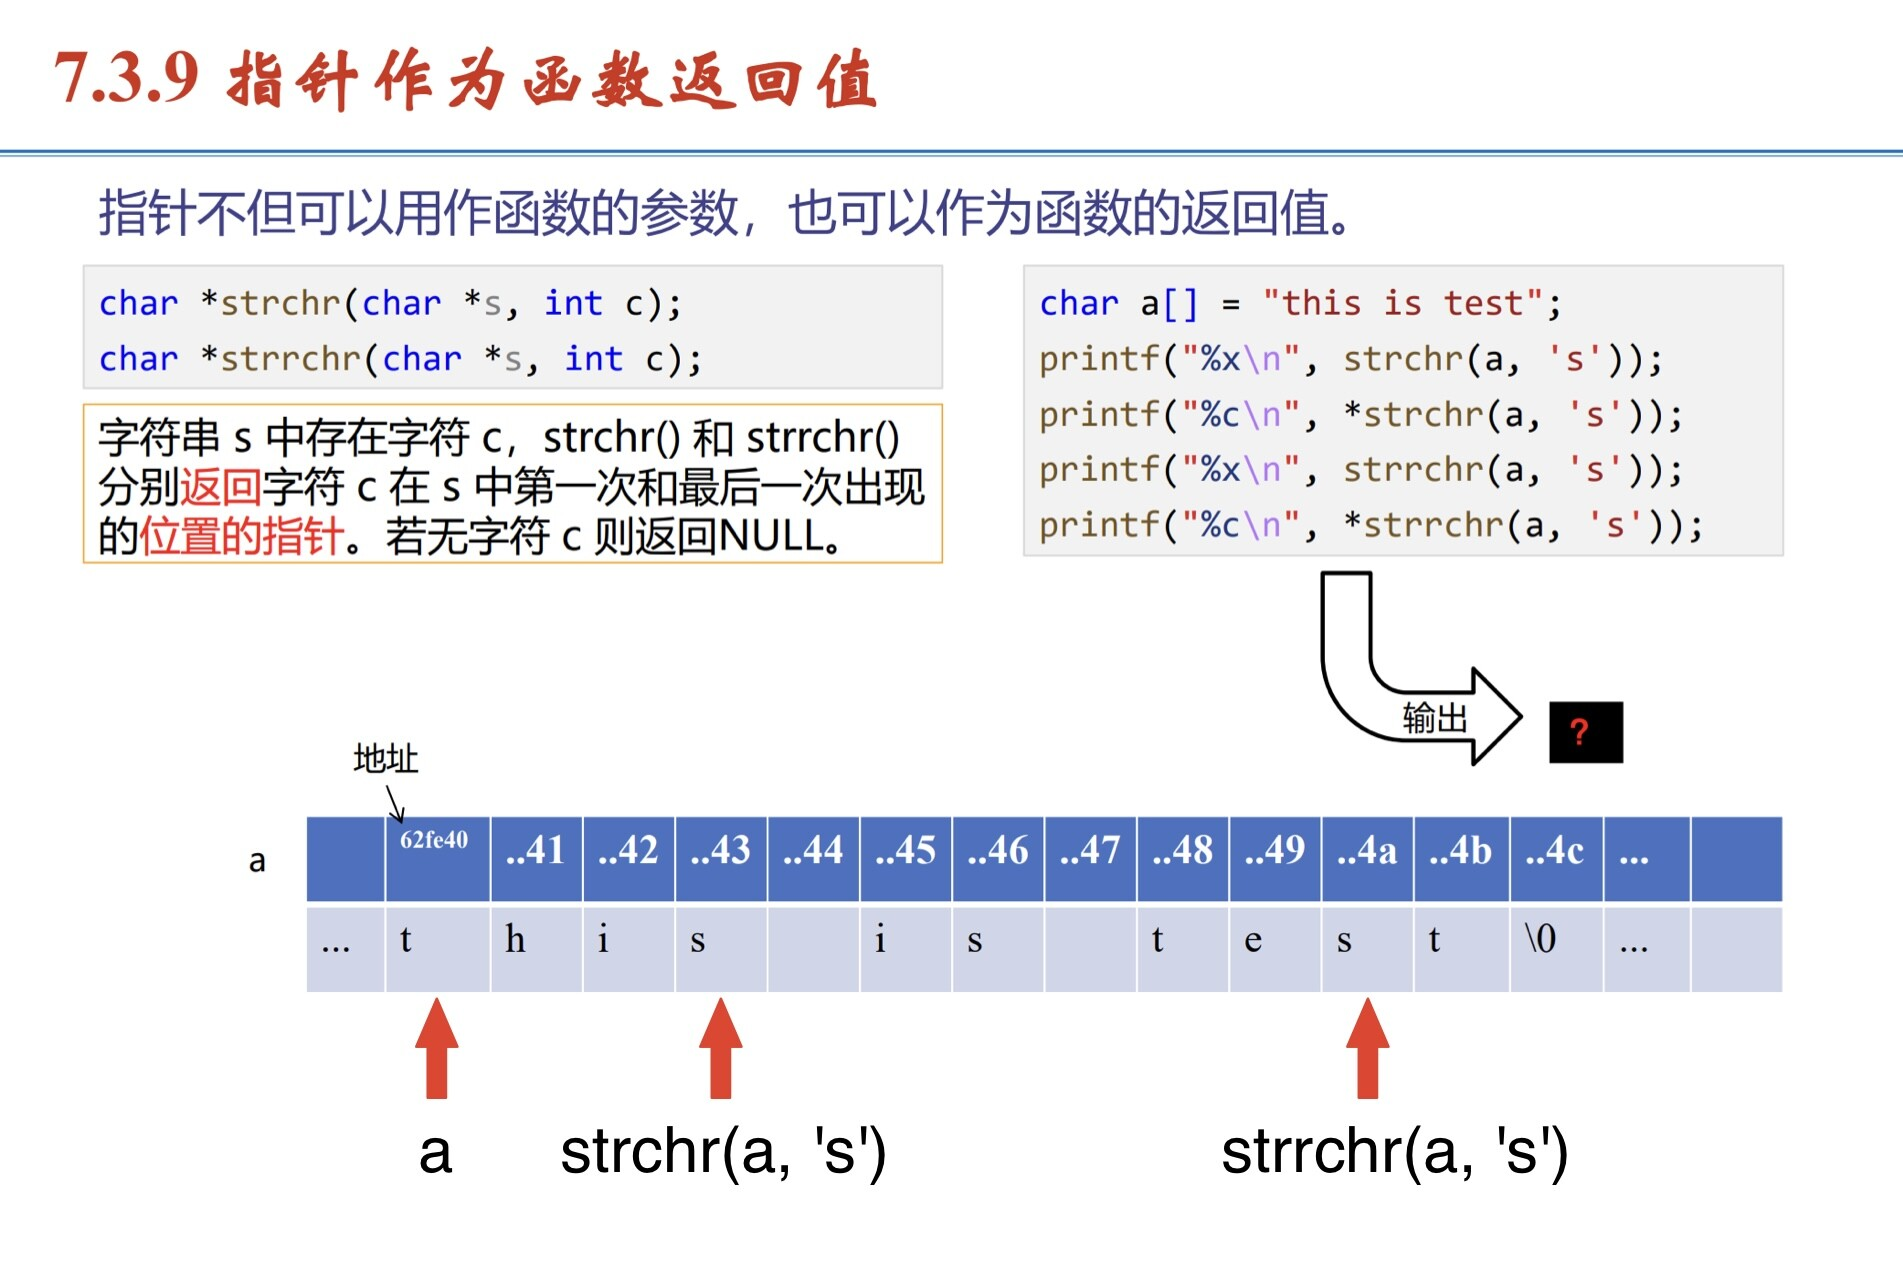 7.3.9 指针作为函数返回值
指针不但可以用作函数的参数，也可以作为函数的返回值。
char *strchr(char *s, int c);
char *strrchr(char *s, int c);
字符串 s 中存在字符 c，strchr() 和 strrchr()
分别返回字符 c 在 s 中第一次和最后一次出现
的位置的指针。若无字符 c 则返回NULL。
char a[] = "this is test";
printf("%x\n", strchr(a, 's'));
printf("%c\n", *strchr(a, 's'));
printf("%x\n", strrchr(a, 's'));
printf("%c\n", *strrchr(a, 's'));
输出
?
地址
a
62fe40 ..41 ..42 ..43 ..44 ..45 ..46 ..47 ..48 ..49 ..4a ..4b ..4c ...
... t h i s i s t e s t \0 ...
a strchr(a, 's') strrchr(a, 's')